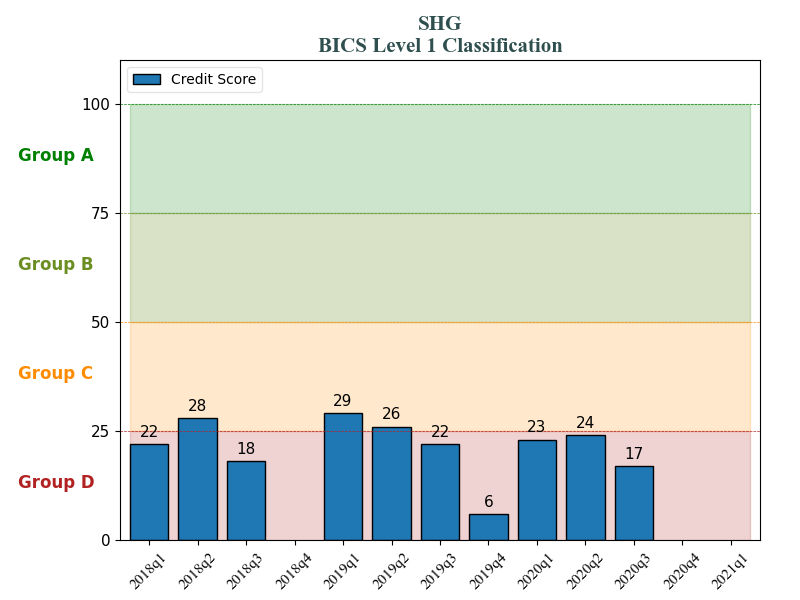 SHG
BICS Level 1 Classification
Credit Score
100
Group A
75
Group B
50
Group C
25
Group D
0
22
28
18
29
26
22
6
23
24
17
2018q1
2018q2
2018q3
2018q4
2019q1
2019q2
2019q3
2019q4
2020q1
2020q2
2020q3
2020q4
2021q1